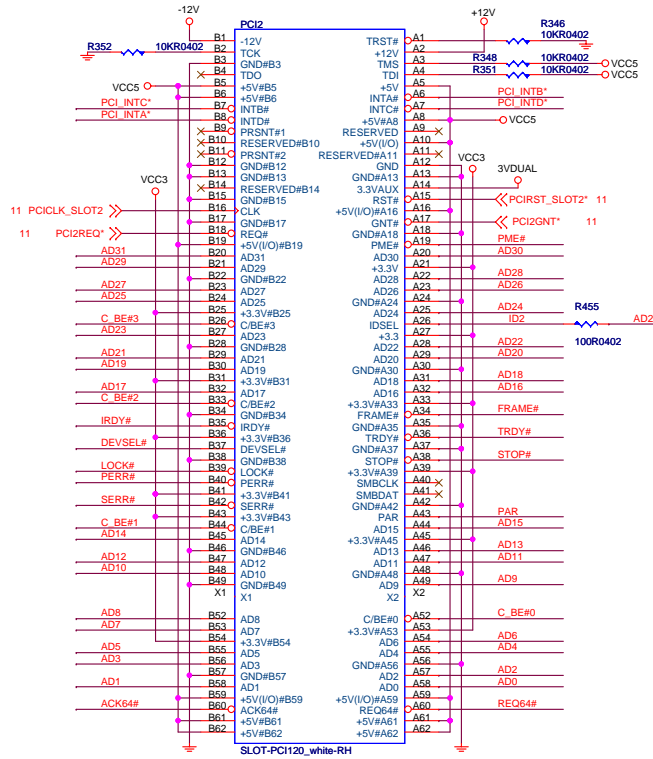 -12V PCI2 +12V
R346
R352 10KR0402 B1 -12V TRST# A1 10KR0402
B2 TCK +12V A2
B3 GND#B3 TMS A3 R348 10KR0402
B4 TDO TDI A4 R351 10KR0402 VCC5
VCC5 B5 +5V#B5 +5V A5 VCC5
B6 +5V#B6 INTA# A6 PCI_INTB*
PCI_INTC* B7 INTB# INTC# A7 PCI_INTD*
PCI_INTA* B8 INTD# +5V#A8 A8 VCC5
B9 PRSNT#1 RESERVED A9
B10 RESERVED#B10 +5V(I/O) A10
B11 PRSNT#2 RESERVED#A11 A11
B12 GND#B12 GND A12 VCC3
B13 GND#B13 GND#A13 A13 3VDUAL
VCC3 B14 RESERVED#B14 3.3VAUX A14
B15 GND#B15 RST# A15 PCIRST_SLOT2* 11
11 PCICLK_SLOT2 B16 CLK +5V(I/O)#A16 A16
B17 GND#B17 GNT# A17 PCI2GNT* 11
11 PCI2REQ* B18 REQ# GND#A18 A18
B19 +5V(I/O)#B19 PME# A19 PME#
AD31 B20 AD31 AD30 A20 AD30
AD29 B21 AD29 +3.3V A21
B22 GND#B22 AD28 A22 AD28
AD27 B23 AD27 AD26 A23 AD26
AD25 B24 AD25 GND#A24 A24
B25 +3.3V#B25 AD24 A25 AD24 R455
C_BE#3 B26 C/BE#3 IDSEL A26 ID2 AD2
AD23 B27 AD23 +3.3 A27 100R0402
B28 GND#B28 AD22 A28 AD22
AD21 B29 AD21 AD20 A29 AD20
AD19 B30 AD19 GND#A30 A30
B31 +3.3V#B31 AD18 A31 AD18
AD17 B32 AD17 AD16 A32 AD16
C_BE#2 B33 C/BE#2 +3.3V#A33 A33
B34 GND#B34 FRAME# A34 FRAME#
IRDY# B35 IRDY# GND#A35 A35
B36 +3.3V#B36 TRDY# A36 TRDY#
DEVSEL# B37 DEVSEL# GND#A37 A37
B38 GND#B38 STOP# A38 STOP#
LOCK# B39 LOCK# +3.3V#A39 A39
PERR# B40 PERR# SMBCLK A40
B41 +3.3V#B41 SMBDAT A41
SERR# B42 SERR# GND#A42 A42
B43 +3.3V#B43 PAR A43 PAR
C_BE#1 B44 C/BE#1 AD15 A44 AD15
AD14 B45 AD14 +3.3V#A45 A45
B46 GND#B46 AD13 A46 AD13
AD12 B47 AD12 AD11 A47 AD11
AD10 B48 AD10 GND#A48 A48
B49 GND#B49 AD9 A49 AD9
X1 X1 X2 X2
AD8 B52 AD8 C/BE#0 A52 C_BE#0
AD7 B53 AD7 +3.3V#A53 A53
B54 +3.3V#B54 AD6 A54 AD6
AD5 B55 AD5 AD4 A55 AD4
AD3 B56 AD3 GND#A56 A56
B57 GND#B57 AD2 A57 AD2
AD1 B58 AD1 AD0 A58 AD0
B59 +5V(I/O)#B59 +5V(I/O)#A59 A59
ACK64# B60 ACK64# REQ64# A60 REQ64#
B61 +5V#B61 +5V#A61 A61
B62 +5V#B62 +5V#A62 A62
SLOT-PCI120_white-RH